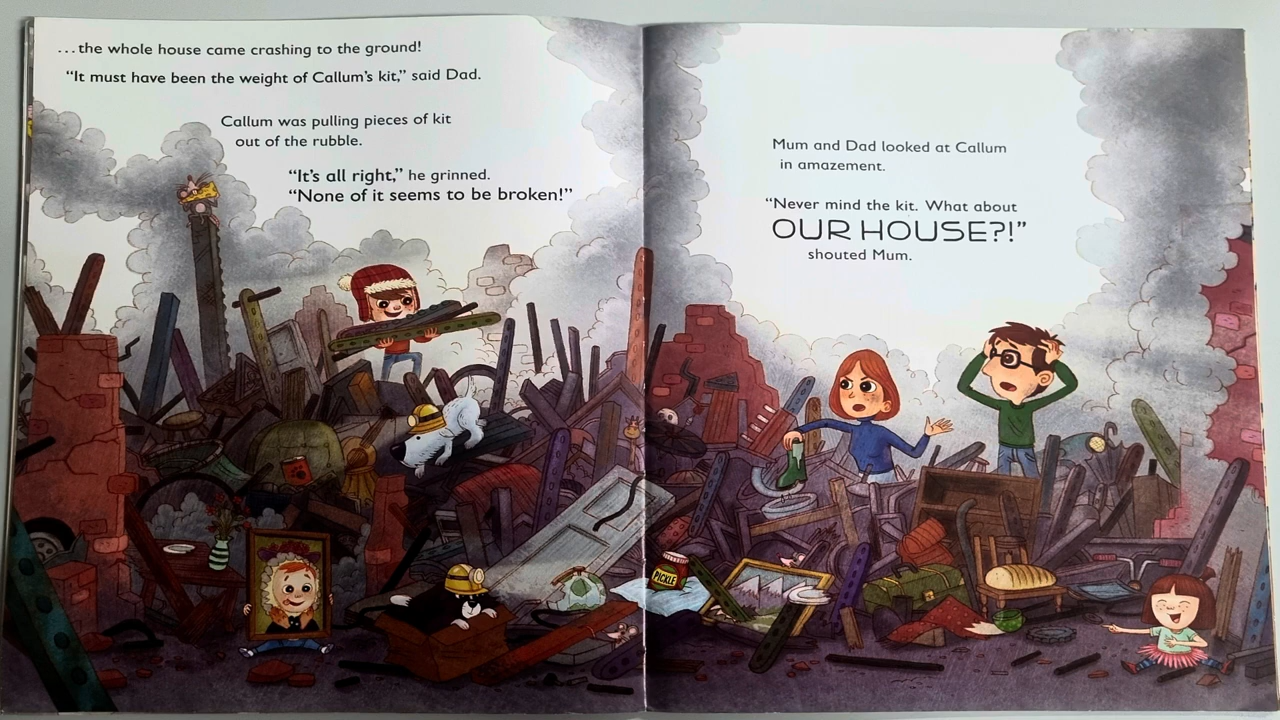 ...the whole house came crashing to the ground!
“It must have been the weight of Callum’s kit,” said Dad.
Callum was pulling pieces of kit
out of the rubble.
“It’s all right,” he grinned.
“None of it seems to be broken!”
Mum and Dad looked at Callum
in amazement.
“Never mind the kit. What about
OUR HOUSE?!”
shouted Mum.
PICKLE